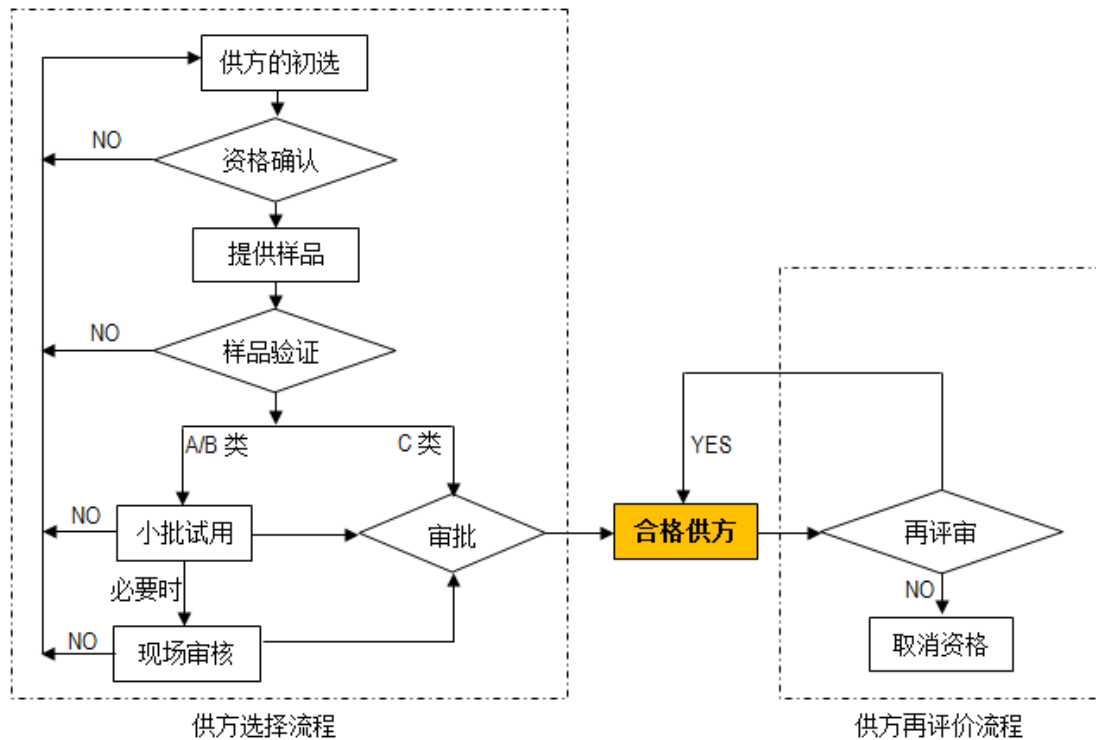 供方的初选
NO
资格确认
提供样品
NO
样品验证
A/B 类
C 类
YES
NO
小批试用
审批
合格供方
再评审
必要时
NO
NO
现场审核
取消资格
供方选择流程
供方再评价流程